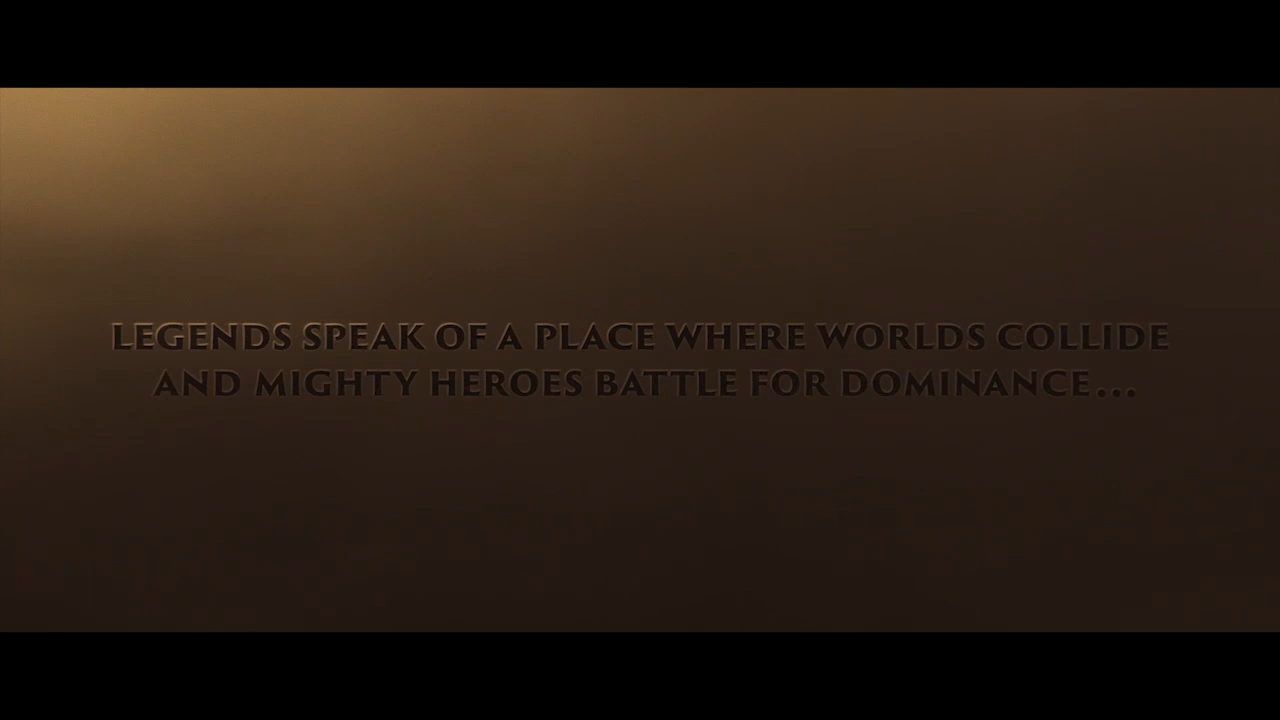 LEGENDS SPEAK OF A PLACE WHERE WORLDS COLLIDE
AND MIGHTY HEROES BATTLE FOR DOMINANCE...